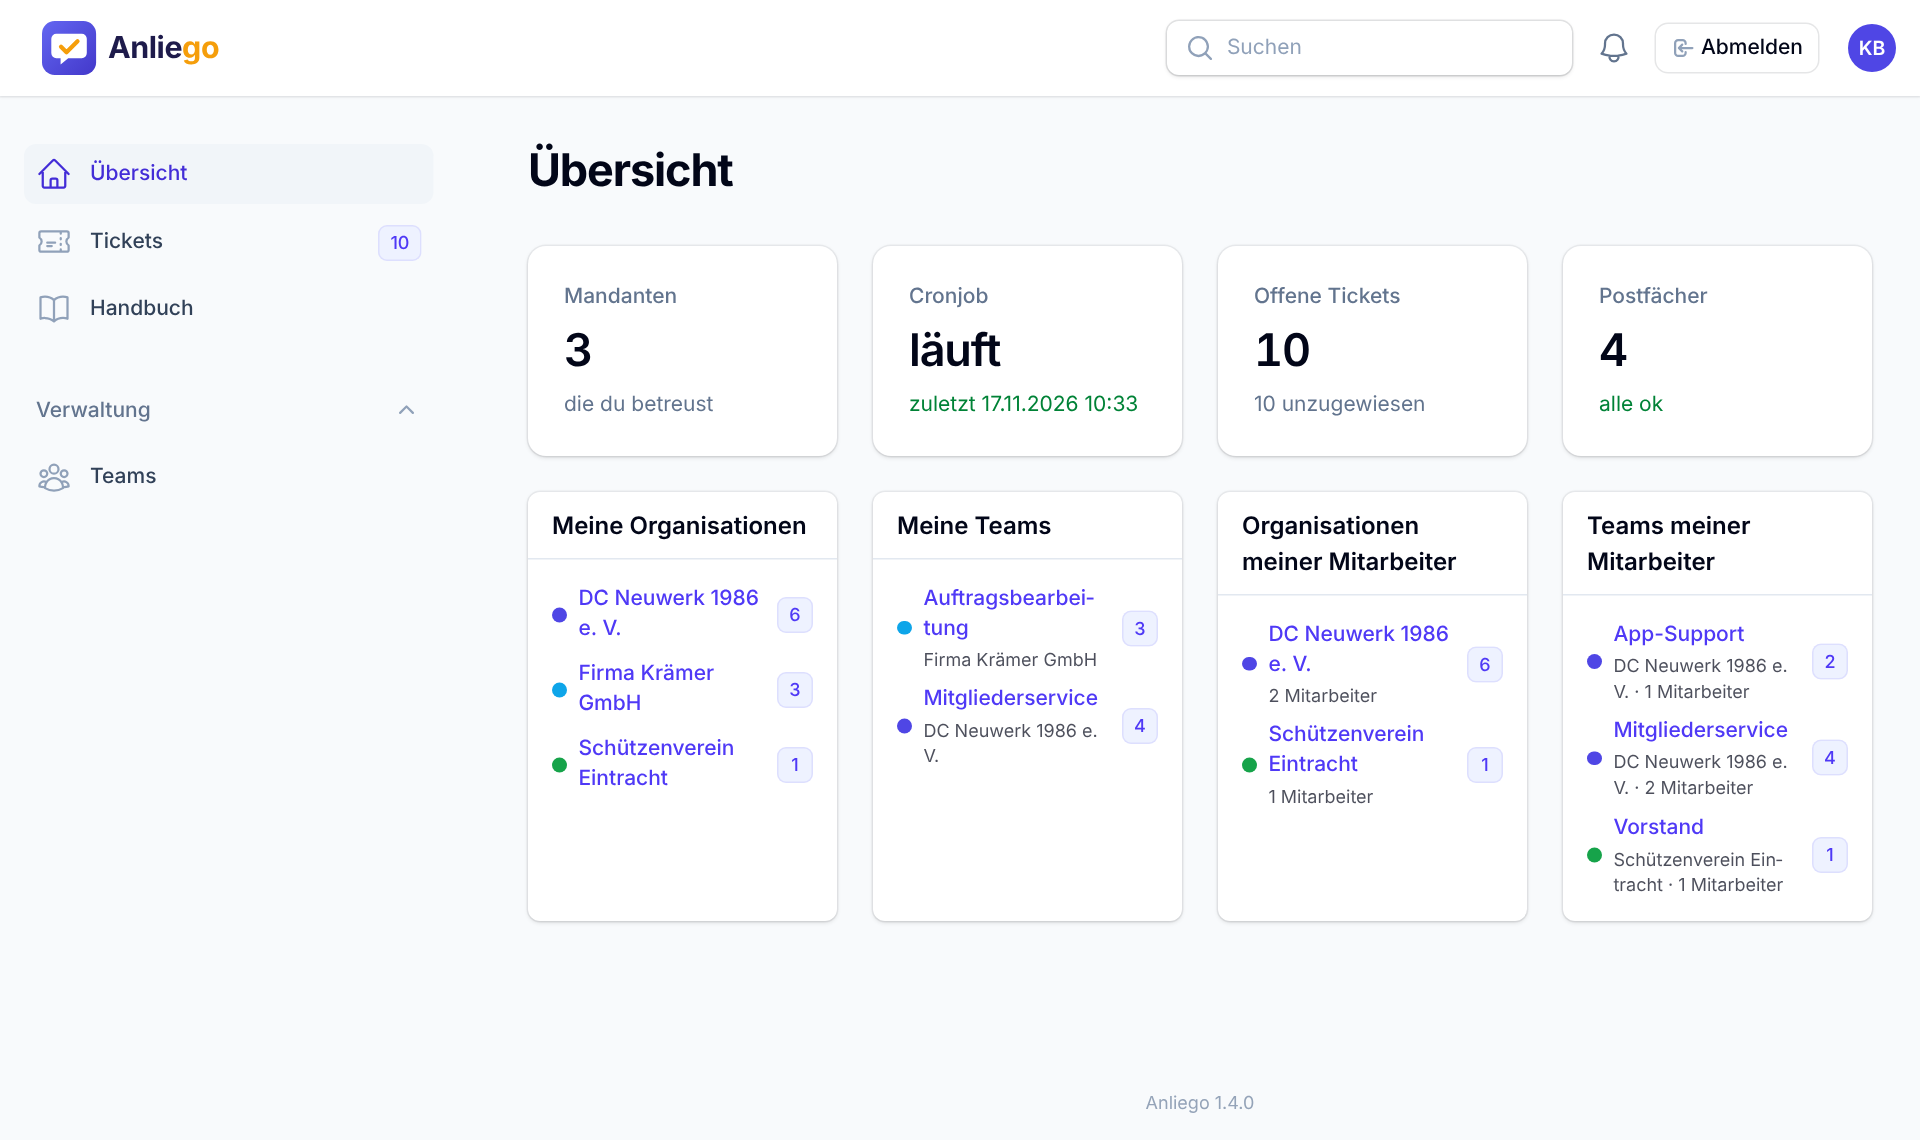 Anliego
Suchen
Abmelden
KB
Übersicht
Tickets
10
Handbuch
Verwaltung
Teams
Übersicht
Mandanten
3
die du betreust
Cronjob
läuft
zuletzt 17.11.2026 10:33
Offene Tickets
10
10 unzugewiesen
Postfächer
4
alle ok
Meine Organisationen
DC Neuwerk 1986
e. V.
6
Firma Krämer
GmbH
3
Schützenverein
Eintracht
1
Meine Teams
Auftragsbearbei-
tung
Firma Krämer GmbH
3
Mitgliederservice
DC Neuwerk 1986 e.
V.
4
Organisationen
meiner Mitarbeiter
DC Neuwerk 1986
e. V.
2 Mitarbeiter
6
Schützenverein
Eintracht
1 Mitarbeiter
1
Teams meiner
Mitarbeiter
App-Support
DC Neuwerk 1986 e.
V. · 1 Mitarbeiter
2
Mitgliederservice
DC Neuwerk 1986 e.
V. · 2 Mitarbeiter
4
Vorstand
Schützenverein Ein-
tracht · 1 Mitarbeiter
1
Anliego 1.4.0